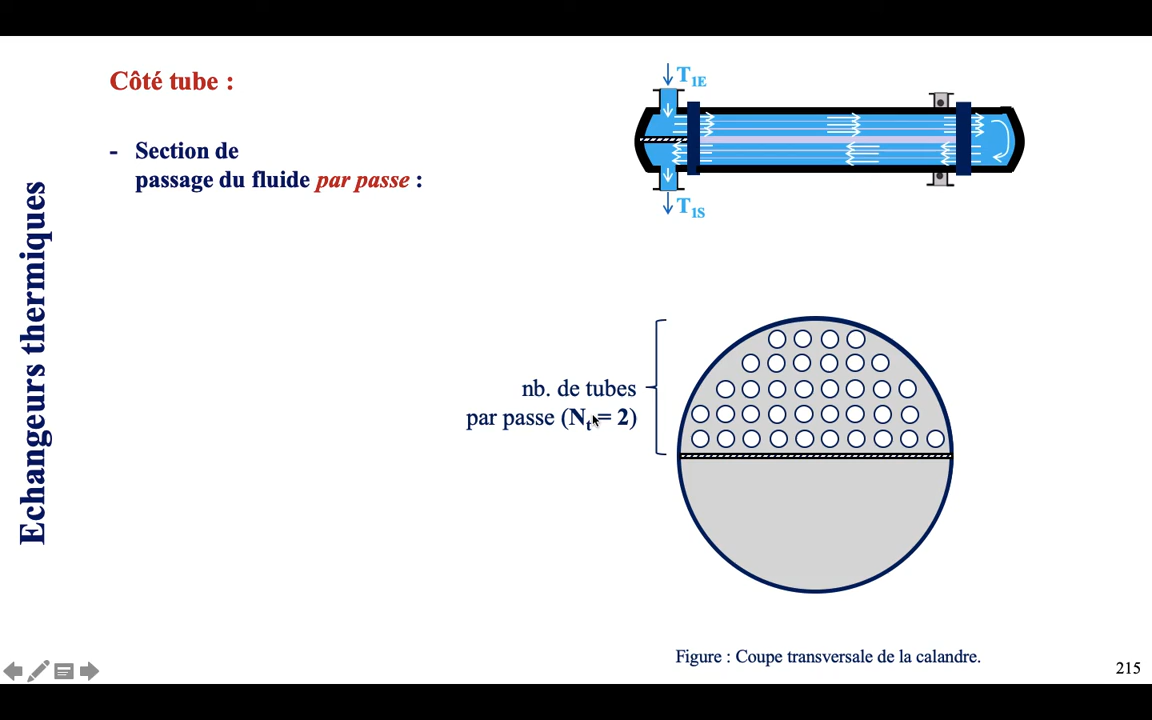 Côté tube :
T1E
- Section de
passage du fluide par passe :
T1S
Echangeurs thermiques
nb. de tubes
par passe (Nt= 2)
Figure : Coupe transversale de la calandre.
215